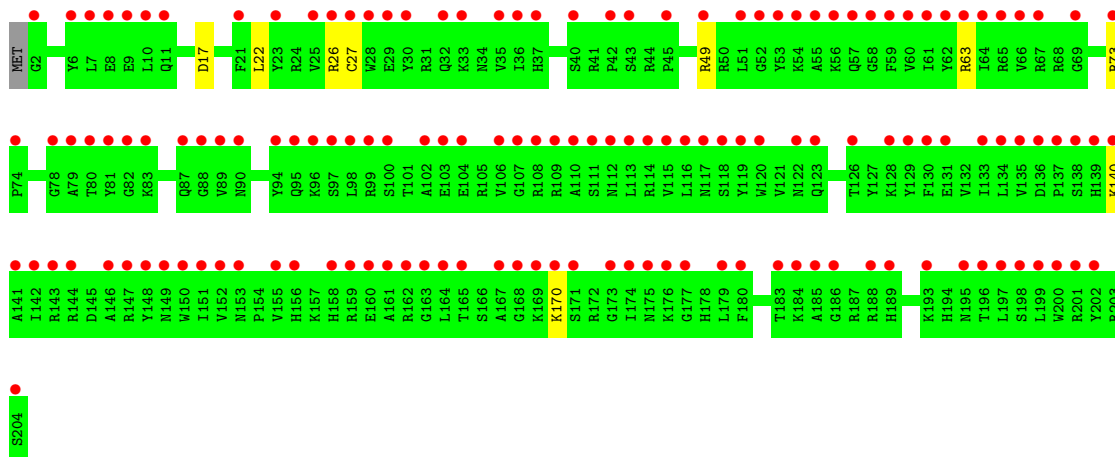 MET G2 Y6 L7 E8 E9 L10 Q11 D17 F21 L22 Y23 R24 V25 R26 C27 W28 E29 Y30 R31 Q32 K33 N34 V35 I36 H37 S40 R41 P42 S43 R44 P45 R49 R50 L51 G52 Y53 K54 A55 K56 Q57 G58 F59 V60 I61 Y62 R63 I64 R65 V66 R67 R68 G69 R73
P74 G78 A79 T80 Y81 G82 K83 Q87 G88 V89 N90 Y94 Q95 K96 S97 L98 R99 S100 T101 A102 E103 E104 R105 V106 G107 R108 R109 A110 S111 N112 L113 R114 V115 L116 N117 S118 Y119 W120 V121 N122 Q123 T126 Y127 K128 Y129 F130 E131 V132 I133 L134 V135 D136 P137 S138 H139 K140
A141 I142 R143 R144 D145 A146 R147 Y148 N149 W150 I151 V152 N153 P154 V155 H156 K157 H158 R159 E160 A161 R162 G163 L164 T165 S166 A167 G168 K169 K170 S171 R172 G173 I174 N175 K176 G177 H178 L179 F180 T183 K184 A185 G186 R187 R188 H189 K193 H194 N195 T196 L197 S198 L199 W200 R201 Y202 R203
S204